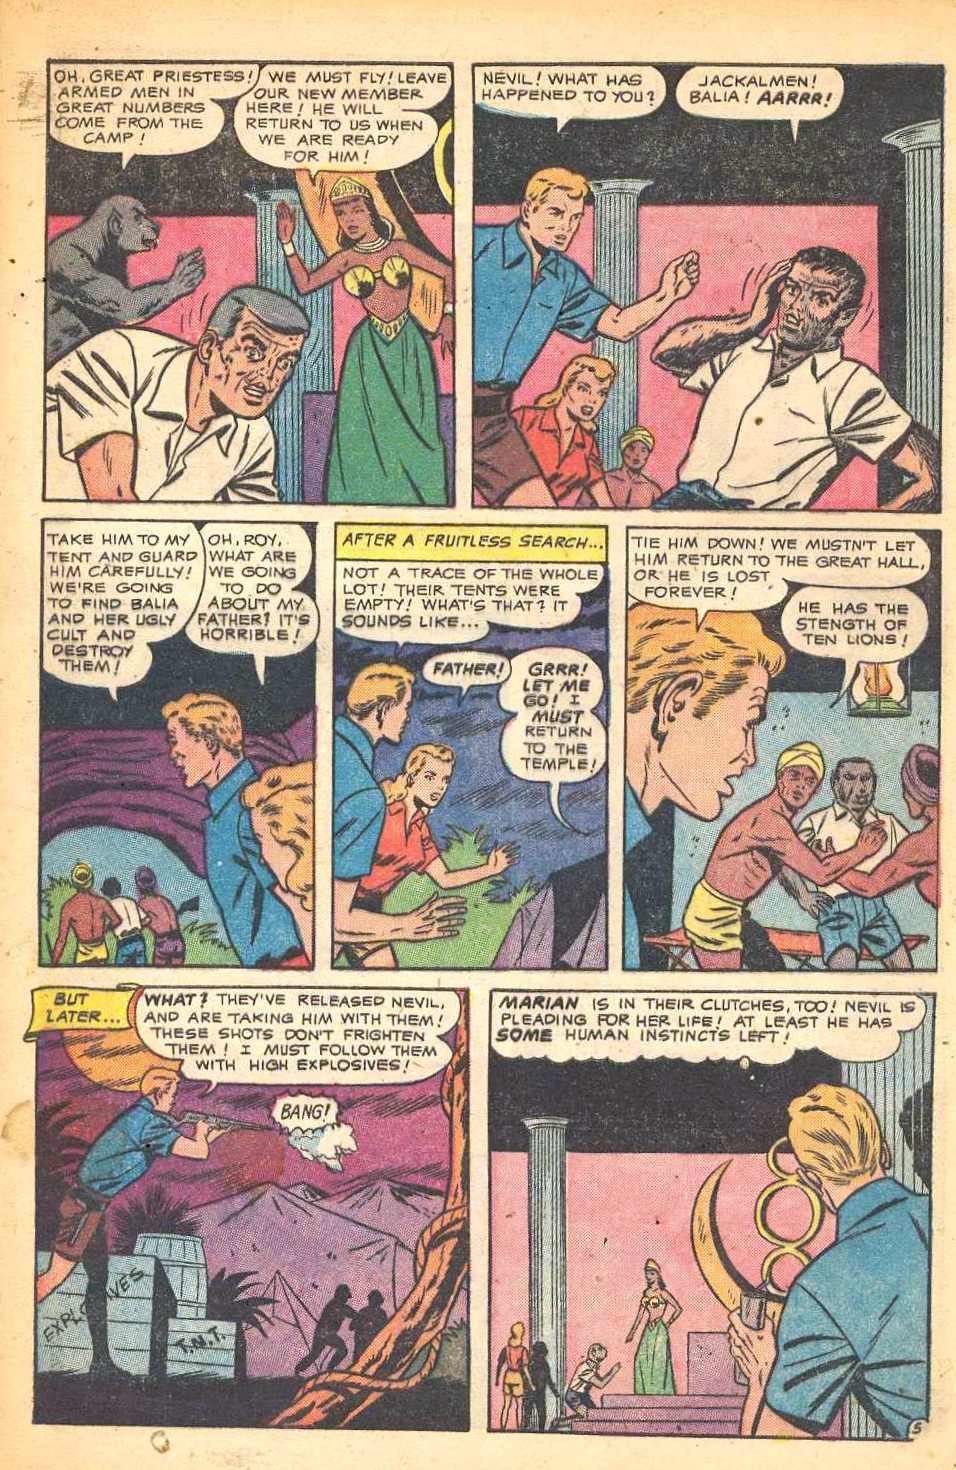 OH, GREAT PRIESTESS!
ARMED MEN IN
GREAT NUMBERS
COME FROM THE
CAMP!
WE MUST FLY! LEAVE
OUR NEW MEMBER
HERE! HE WILL
RETURN TO US WHEN
WE ARE READY
FOR HIM!
NEVIL! WHAT HAS
HAPPENED TO YOU?
JACKALMEN!
BALIA! AARRR!
TAKE HIM TO MY
TENT AND GUARD
HIM CAREFULLY!
WE'RE GOING
TO FIND BALIA
AND HER UGLY
CULT AND
DESTROY
THEM!
OH, ROY,
WHAT ARE
WE GOING
TO DO
ABOUT MY
FATHER? IT'S
HORRIBLE!
AFTER A FRUITLESS SEARCH...
NOT A TRACE OF THE WHOLE
LOT! THEIR TENTS WERE
EMPTY! WHAT'S THAT? IT
SOUNDS LIKE...
FATHER!
GRRR!
LET ME
GO! I
MUST
RETURN
TO THE
TEMPLE!
TIE HIM DOWN! WE MUSTN'T LET
HIM RETURN TO THE GREAT HALL,
OR HE IS LOST
FOREVER!
HE HAS THE
STENGTH OF
TEN LIONS!
BUT
LATER...
WHAT? THEY'VE RELEASED NEVIL,
AND ARE TAKING HIM WITH THEM!
THESE SHOTS DON'T FRIGHTEN
THEM! I MUST FOLLOW THEM
WITH HIGH EXPLOSIVES!
BANG!
EXPLOSIVES
T.N.T.
MARIAN IS IN THEIR CLUTCHES, TOO! NEVIL IS
PLEADING FOR HER LIFE! AT LEAST HE HAS
SOME HUMAN INSTINCTS LEFT!
5